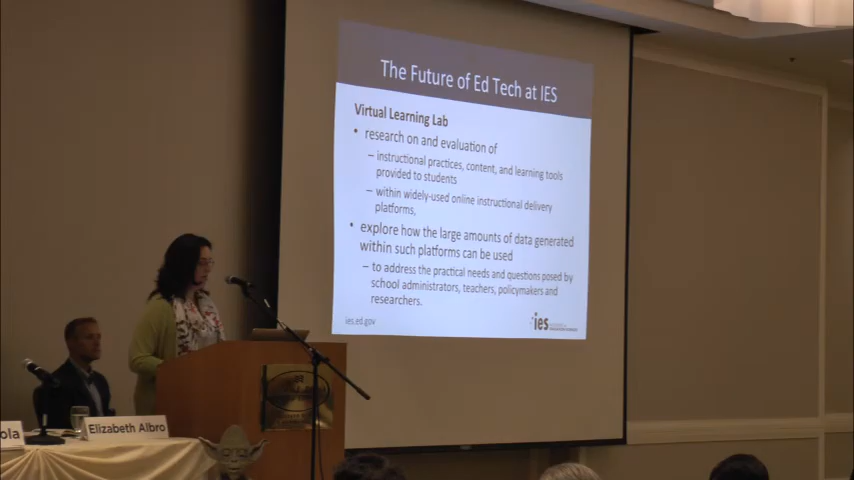 The Future of Ed Tech at IES
Virtual Learning Lab
• research on and evaluation of
– instructional practices, content, and learning tools
provided to students
– within widely-used online instructional delivery
platforms,
• explore how the large amounts of data generated
within such platforms can be used
– to address the practical needs and questions posed by
school administrators, teachers, policymakers and
researchers.
ies.ed.gov
ies
ola
Elizabeth Albro